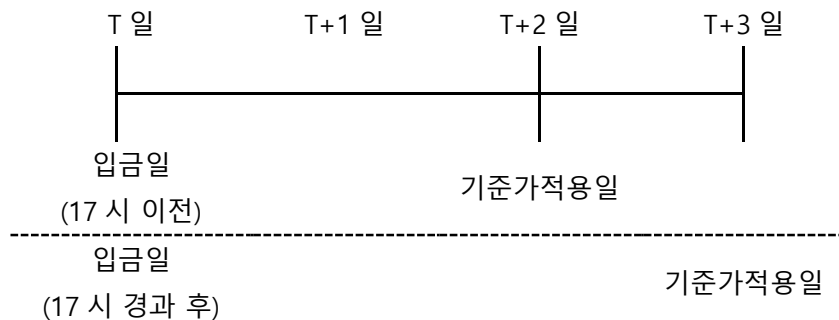 T 일 T+1 일 T+2 일 T+3 일
입금일
(17 시 이전)
기준가적용일
입금일
(17 시 경과 후)
기준가적용일